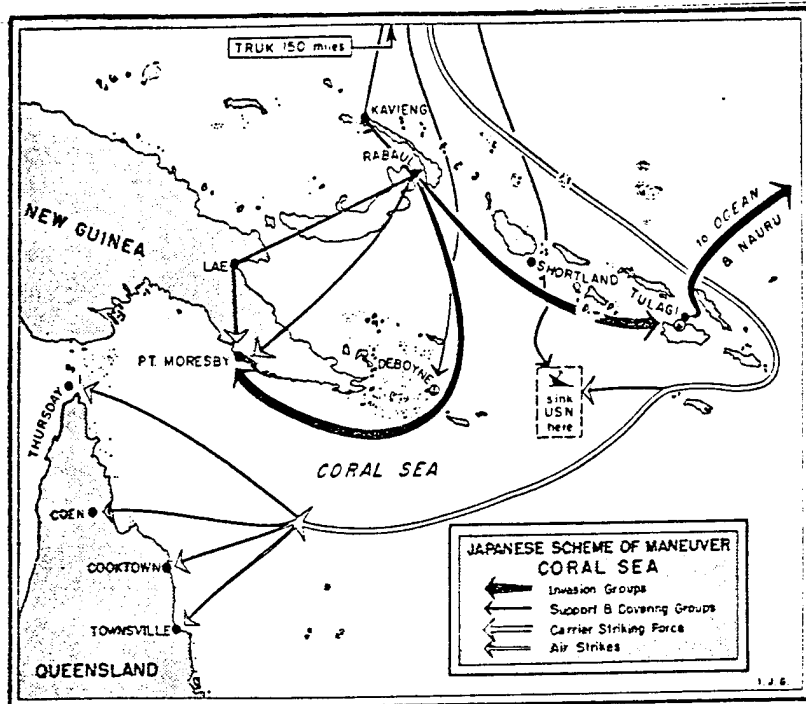 TRUK 150 miles
KAVIENG
RABAUL
NEW GUINEA
LAE
SHORTLAND
TULAGI
to OCEAN
& NAURU
PT. MORESBY
DEBOYNE
sink
USN
here
THURSDAY
CORAL SEA
COEN
COOKTOWN
TOWNSVILLE
QUEENSLAND
JAPANESE SCHEME OF MANEUVER
CORAL SEA
Invasion Groups
Support & Covering Groups
Carrier Striking Force
Air Strikes
I.J.G.